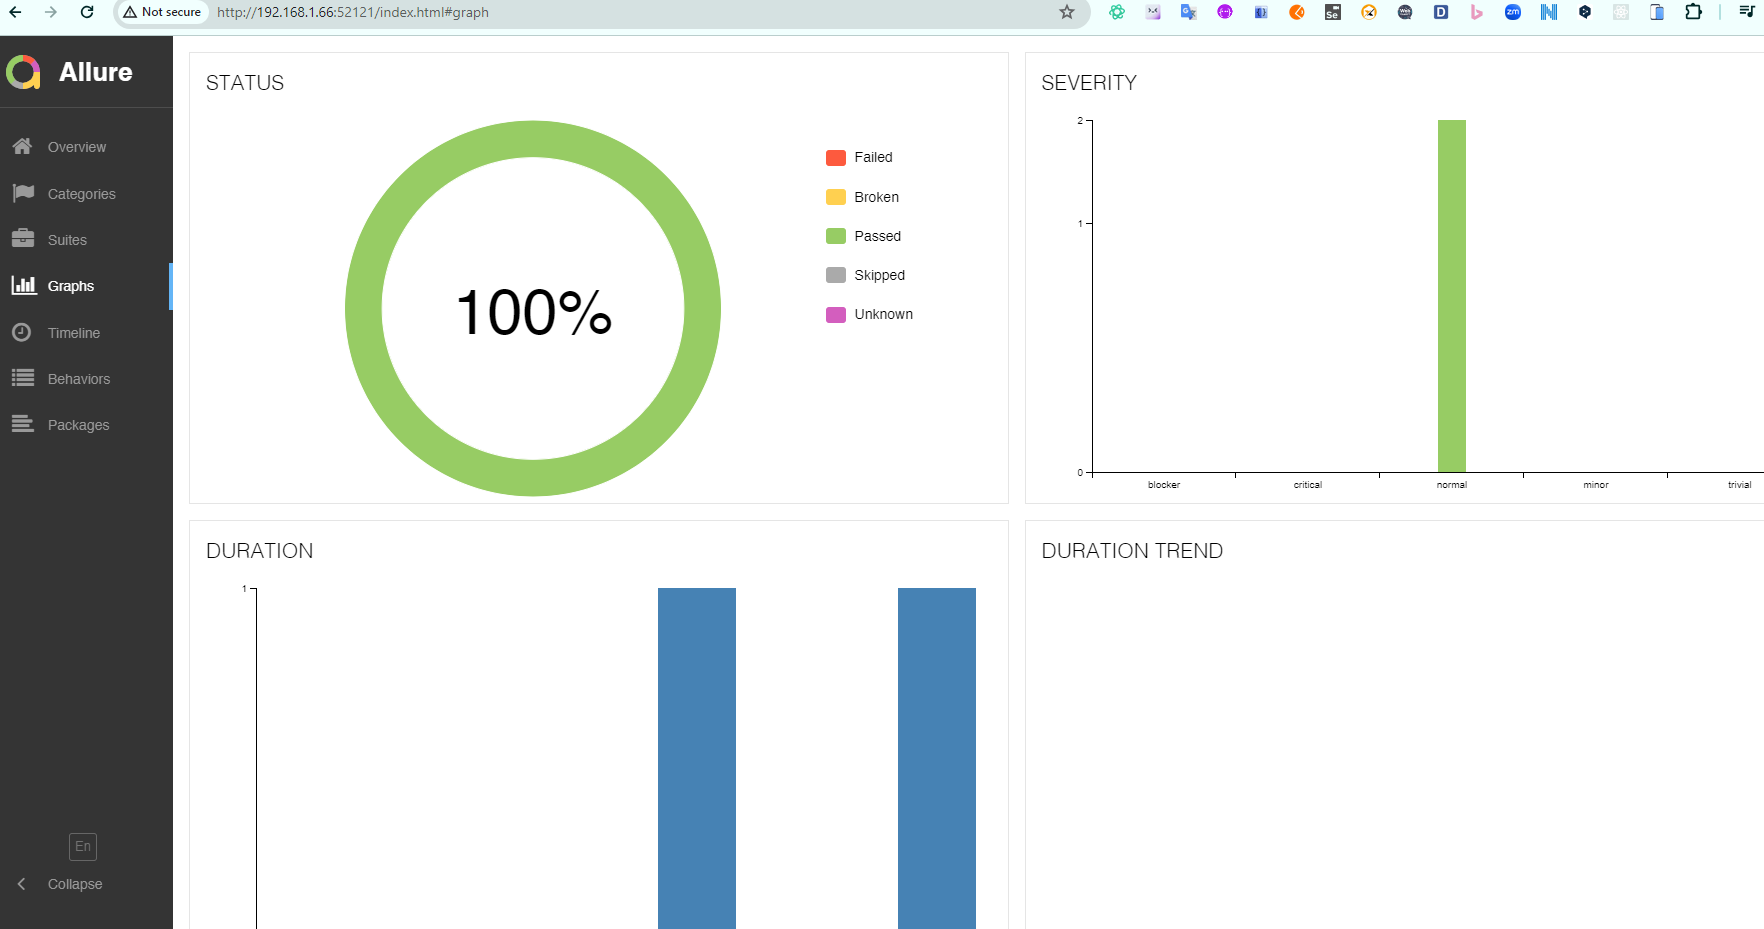 Not secure
http://192.168.1.66:52121/index.html#graph
Allure
Overview
Categories
Suites
Graphs
Timeline
Behaviors
Packages
En
Collapse
STATUS
100%
Failed
Broken
Passed
Skipped
Unknown
SEVERITY
2
1
0
blocker
critical
normal
minor
trivial
DURATION
1
DURATION TREND